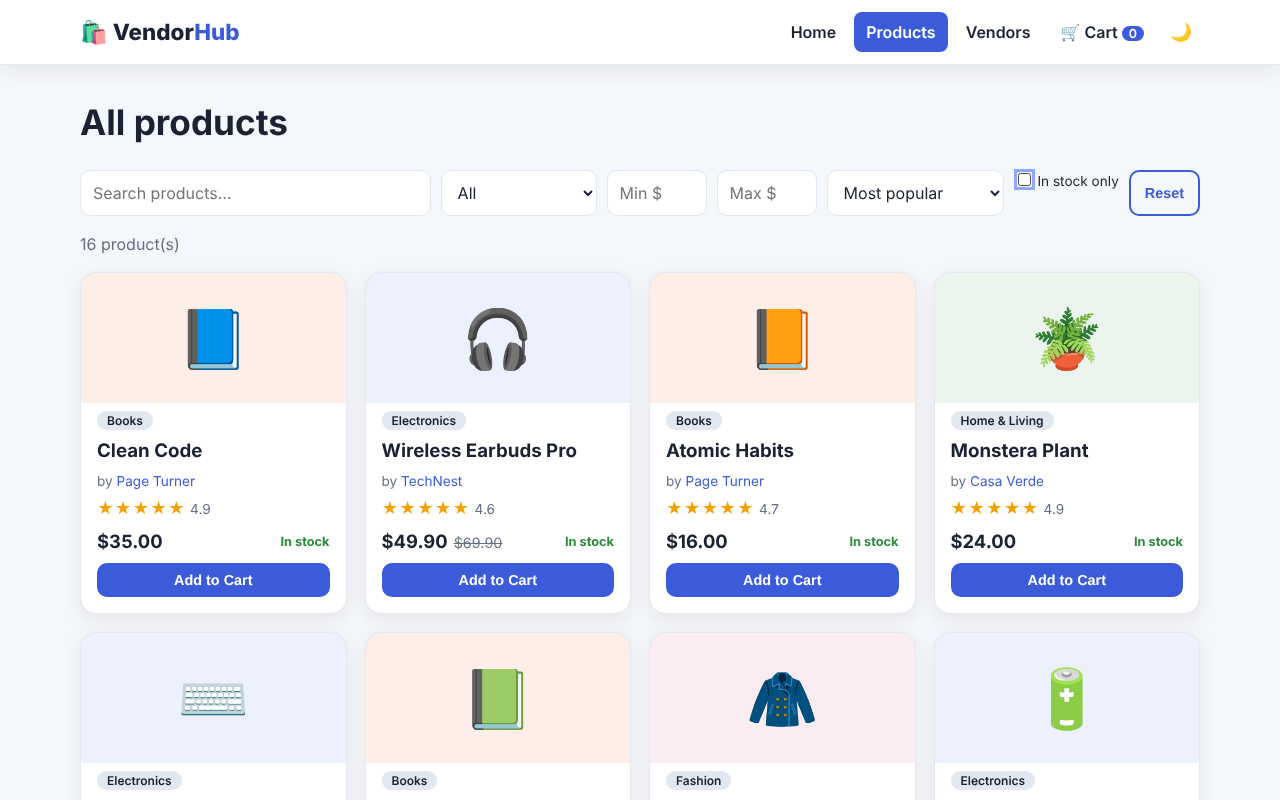 VendorHub
Home Products Vendors Cart 0
All products
Search products... All Min $ Max $ Most popular In stock only Reset
16 product(s)
Books Electronics Books Home & Living
Clean Code Wireless Earbuds Pro Atomic Habits Monstera Plant
by Page Turner by TechNest by Page Turner by Casa Verde
★★★★★ 4.9 ★★★★★ 4.6 ★★★★★ 4.7 ★★★★★ 4.9
$35.00 In stock $49.90 $69.90 In stock $16.00 In stock $24.00 In stock
Add to Cart Add to Cart Add to Cart Add to Cart
Electronics Books Fashion Electronics